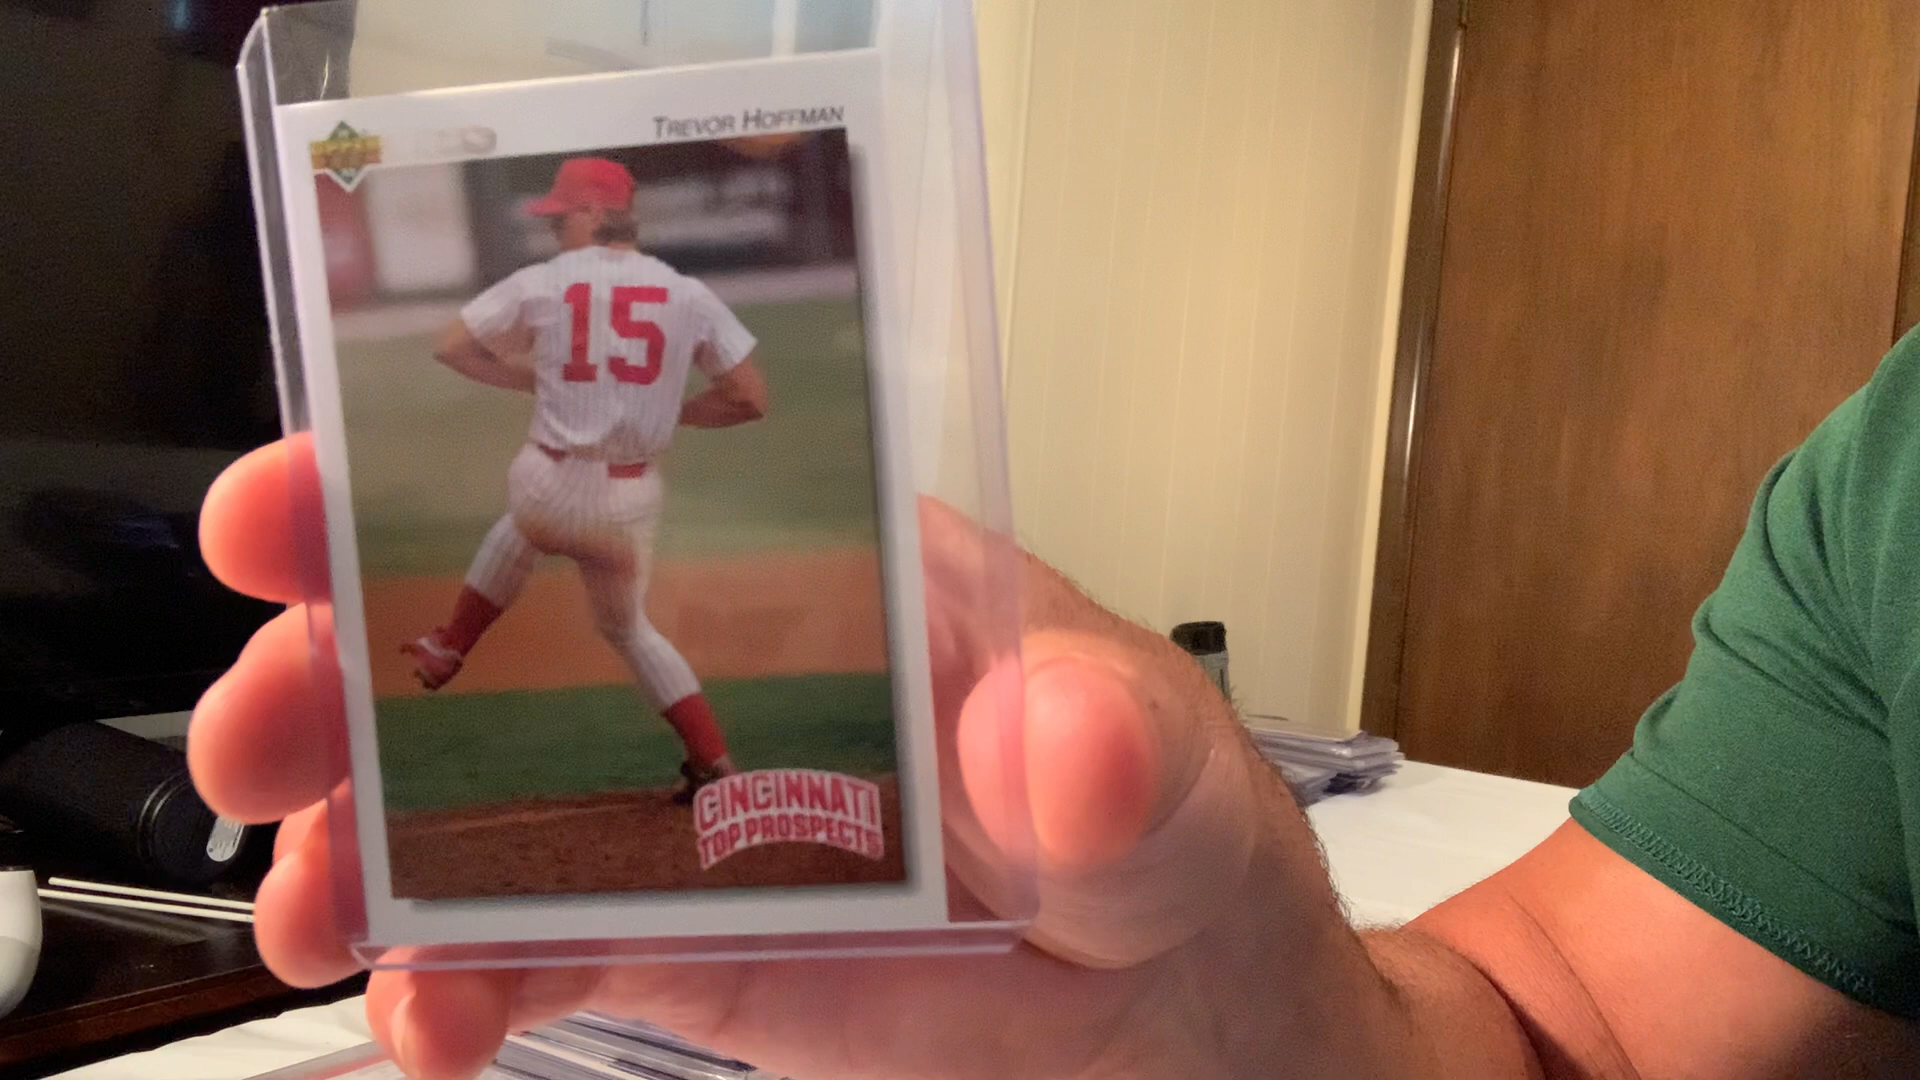 TREVOR HOFFMAN
15
CINCINNATI
TOP PROSPECTS